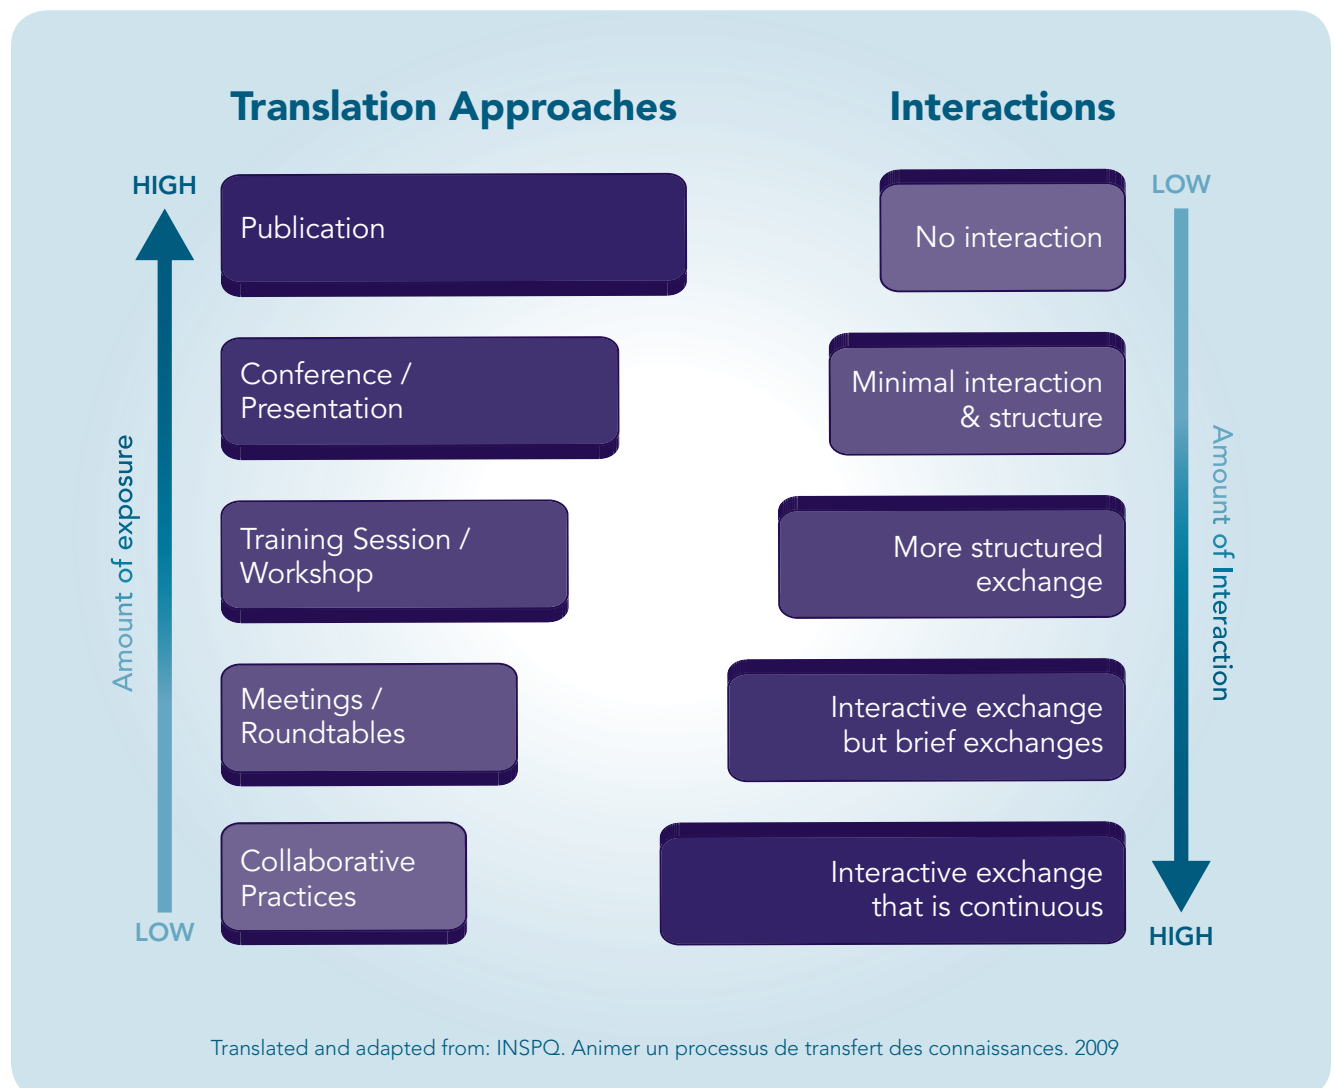 Translation Approaches
Interactions
HIGH
LOW
Publication
No interaction
Conference /
Presentation
Minimal interaction
& structure
Training Session /
Workshop
More structured
exchange
Meetings /
Roundtables
Interactive exchange
but brief exchanges
Collaborative
Practices
Interactive exchange
that is continuous
Amount of exposure
Amount of Interaction
LOW
HIGH
Translated and adapted from: INSPQ. Animer un processus de transfert des connaissances. 2009